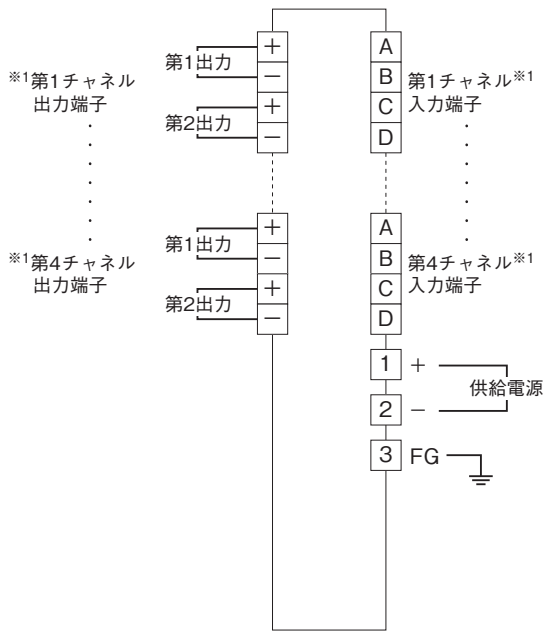 第1出力
+
−
※1第1チャネル
出力端子
第2出力
+
−
A
B
C
D
第1チャネル※1
入力端子
第1出力
+
−
※1第4チャネル
出力端子
第2出力
+
−
A
B
C
D
第4チャネル※1
入力端子
1 +
供給電源
2 −
3 FG